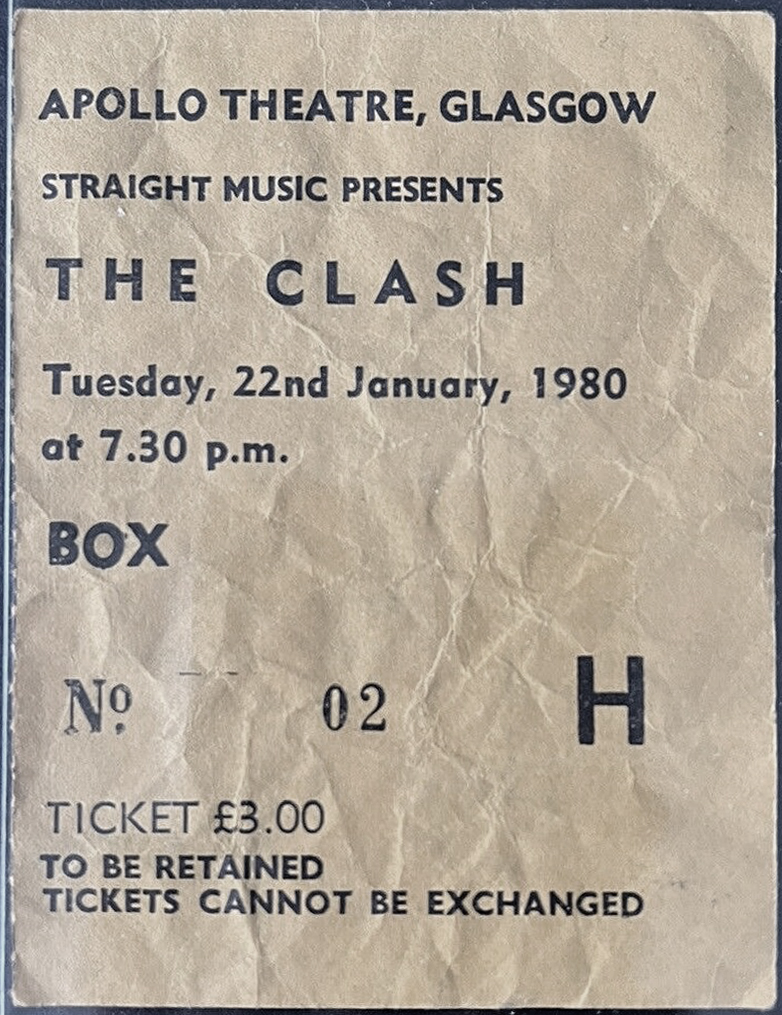 APOLLO THEATRE, GLASGOW
STRAIGHT MUSIC PRESENTS
THE CLASH
Tuesday, 22nd January, 1980
at 7.30 p.m.
BOX
Nº 02 H
TICKET £3.00
TO BE RETAINED
TICKETS CANNOT BE EXCHANGED